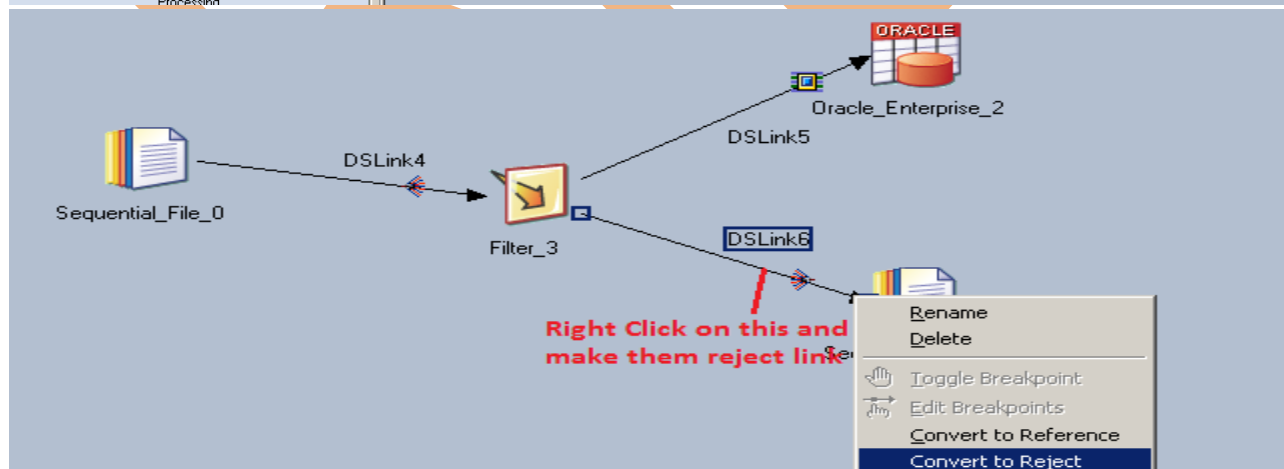 Processing
ORACLE
Oracle_Enterprise_2
DSLink5
DSLink4
Sequential_File_0
Filter_3
DSLink6
Right Click on this and
make them reject link
Rename
Delete
Toggle Breakpoint
Edit Breakpoints
Convert to Reference
Convert to Reject